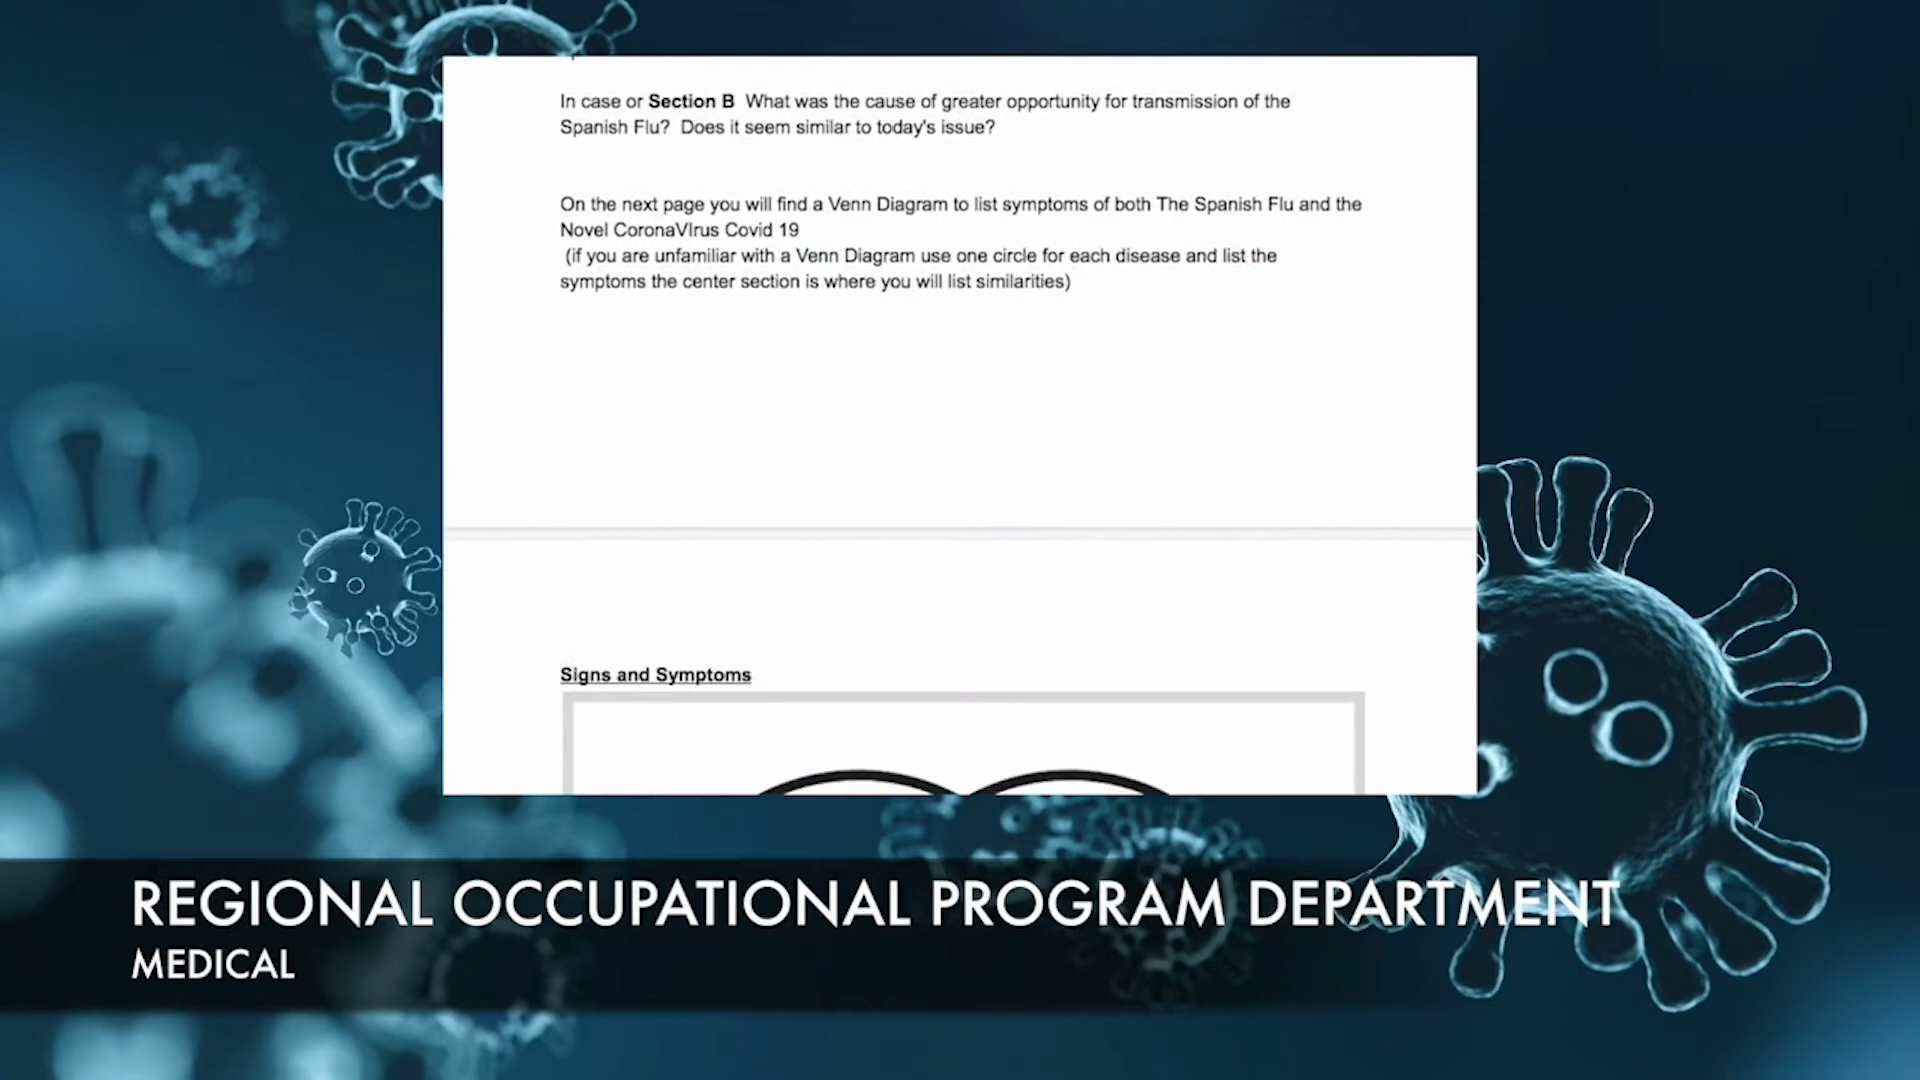 In case or Section B What was the cause of greater opportunity for transmission of the
Spanish Flu? Does it seem similar to today's issue?
On the next page you will find a Venn Diagram to list symptoms of both The Spanish Flu and the
Novel CoronaVIrus Covid 19
(if you are unfamiliar with a Venn Diagram use one circle for each disease and list the
symptoms the center section is where you will list similarities)
Signs and Symptoms
REGIONAL OCCUPATIONAL PROGRAM DEPARTMENT
MEDICAL